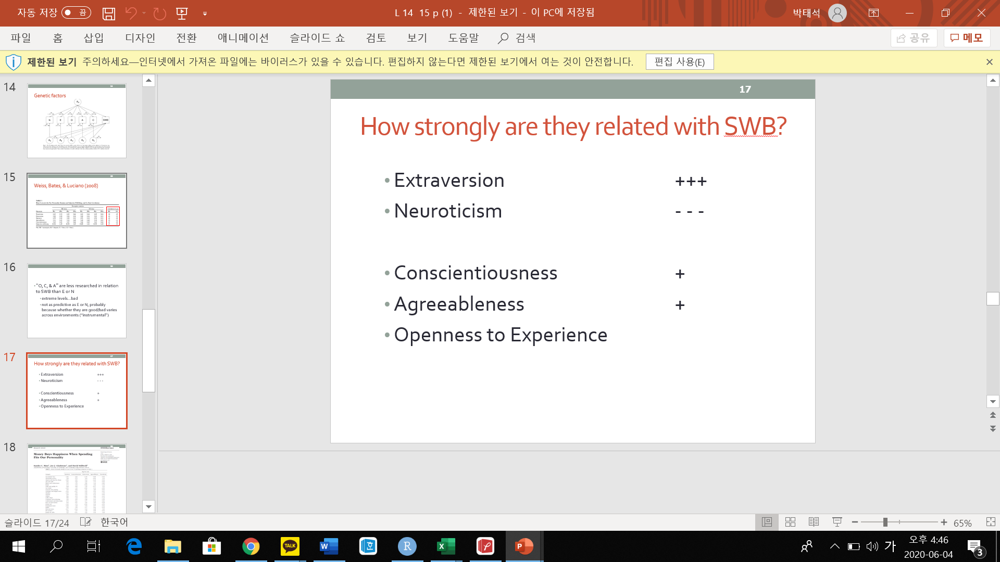 자동 저장 끔
L 14 15 p (1) - 제한된 보기 - 이 PC에 저장됨
박태석
파일 홈 삽입 디자인 전환 애니메이션 슬라이드 쇼 검토 보기 도움말 검색 공유 메모
제한된 보기 주의하세요—인터넷에서 가져온 파일에는 바이러스가 있을 수 있습니다. 편집하지 않는다면 제한된 보기에서 여는 것이 안전합니다. 편집 사용(E)
14
Genetic factors
N E O A C SWB
15
Weiss, Bates, & Luciano (2008)
16
• "O, C, & A" are less researched in relation
to SWB than E or N
• extreme levels...bad
• not as predictive as E or N, probably
because whether they are good/bad varies
across environments ("instrumental")
17
How strongly are they related with SWB?
• Extraversion +++
• Neuroticism - - -
• Conscientiousness +
• Agreeableness +
• Openness to Experience
18
Money Buys Happiness When Spending
Fits Our Personality
17
How strongly are they related with SWB?
• Extraversion +++
• Neuroticism - - -
• Conscientiousness +
• Agreeableness +
• Openness to Experience
슬라이드 17/24 한국어
65%
TALK
W
훈
R
X
P
가
오후 4:46
2020-06-04
3